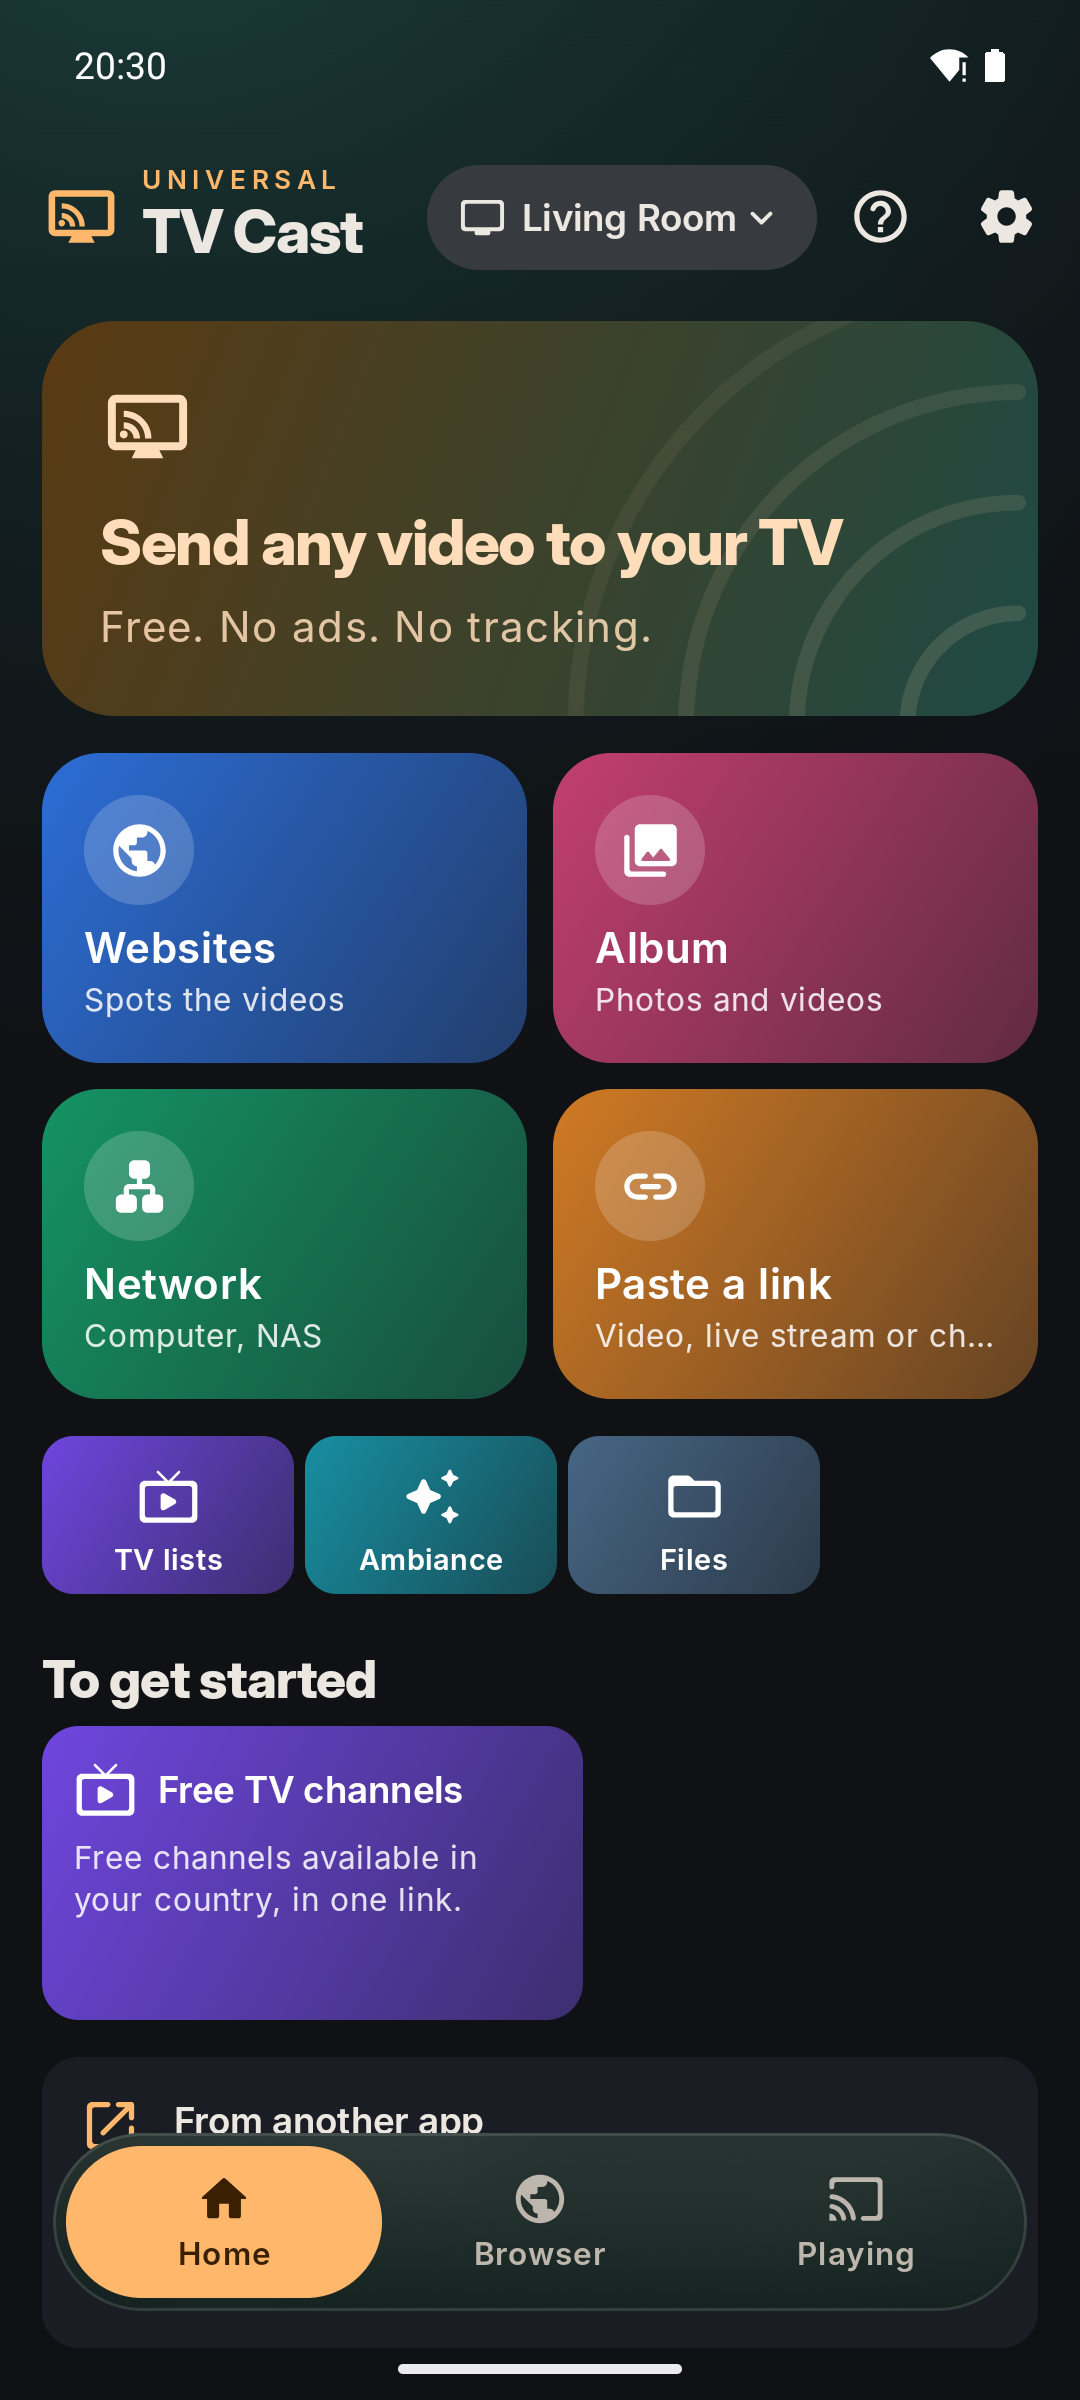 20:30
UNIVERSAL
TV Cast
Living Room
Send any video to your TV
Free. No ads. No tracking.
Websites
Spots the videos
Album
Photos and videos
Network
Computer, NAS
Paste a link
Video, live stream or ch...
TV lists
Ambiance
Files
To get started
Free TV channels
Free channels available in
your country, in one link.
From another app
Home
Browser
Playing